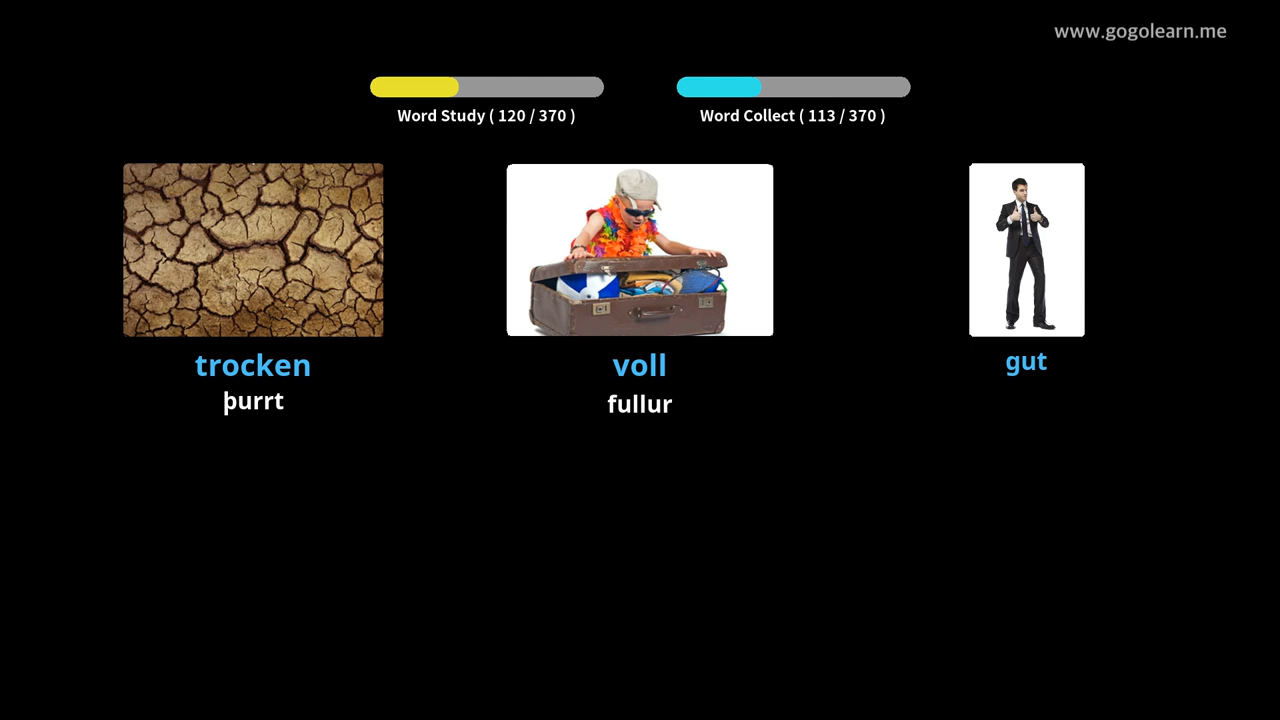 www.gogolearn.me
Word Study ( 120 / 370 )
Word Collect ( 113 / 370 )
trocken
þurrt
voll
fullur
gut